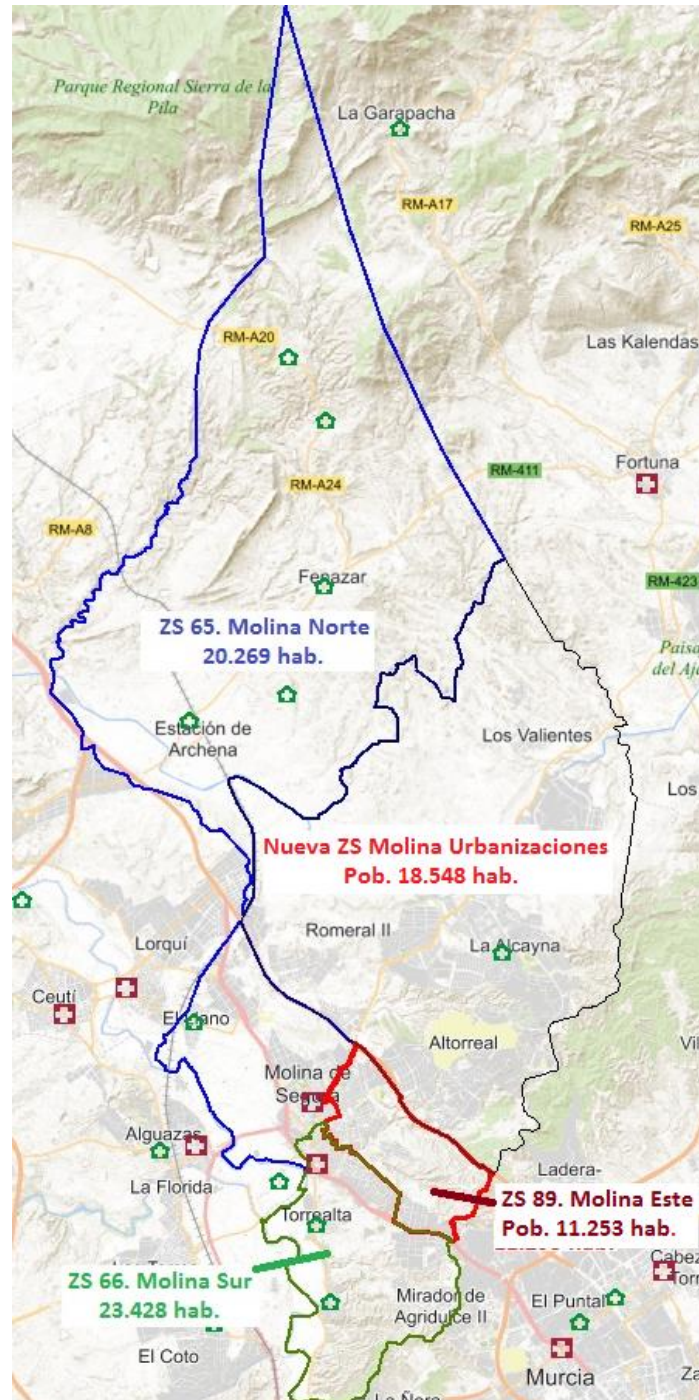 Parque Regional Sierra de la
Pila
La Garapacha
RM-A17
RM-A25
RM-A20
Las Kalendas
RM-411
Fortuna
RM-A24
RM-A8
Fenazar
RM-423
ZS 65. Molina Norte
20.269 hab.
Estación de
Archena
Los Valientes
Los
Nueva ZS Molina Urbanizaciones
Pob. 18.548 hab.
Romeral II
Lorquí
La Alcayna
Ceutí
El Llano
Altorreal
Molina de
Segura
Alguazas
La Florida
Ladera-
ZS 89. Molina Este
Pob. 11.253 hab.
Torrealta
ZS 66. Molina Sur
23.428 hab.
Mirador de
Agridulce II
El Puntal
El Coto
Murcia